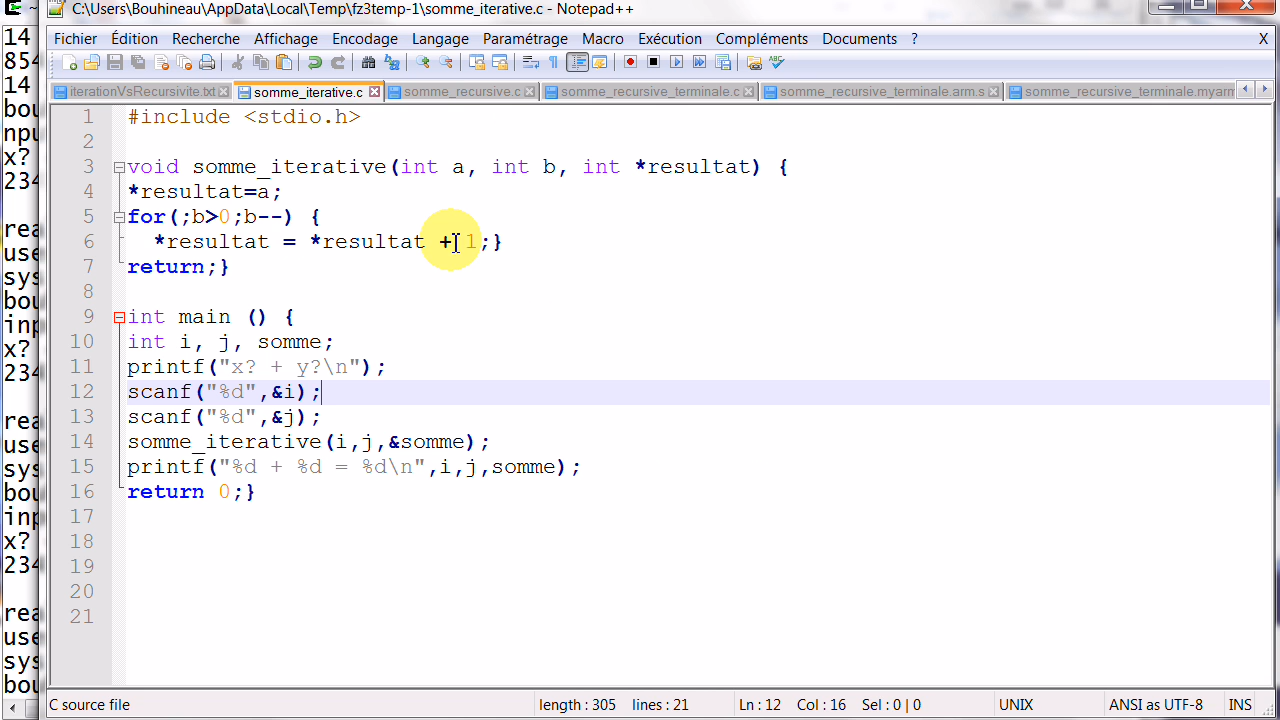 C:\Users\Bouhineau\AppData\Local\Temp\fz3temp-1\somme_iterative.c - Notepad++
Fichier Édition Recherche Affichage Encodage Langage Paramétrage Macro Exécution Compléments Documents ? X
iterationVsRecursivite.txt somme_iterative.c somme_recursive.c somme_recursive_terminale.c somme_recursive_terminale.arm.s somme_recursive_terminale.myarm
1 #include <stdio.h>
2
3 void somme_iterative(int a, int b, int *resultat) {
4 *resultat=a;
5 for(;b>0;b--) {
6 *resultat = *resultat + 1;}
7 return;}
8
9 int main () {
10 int i, j, somme;
11 printf("x? + y?\n");
12 scanf("%d",&i);
13 scanf("%d",&j);
14 somme_iterative(i,j,&somme);
15 printf("%d + %d = %d\n",i,j,somme);
16 return 0;}
17
18
19
20
21
C source file length : 305 lines : 21 Ln : 12 Col : 16 Sel : 0 | 0 UNIX ANSI as UTF-8 INS
14
854
14
bou
npu
x?
234
rea
use
sys
bou
inp
x?
234
rea
use
sys
bou
inp
x?
234
rea
use
sys
bou